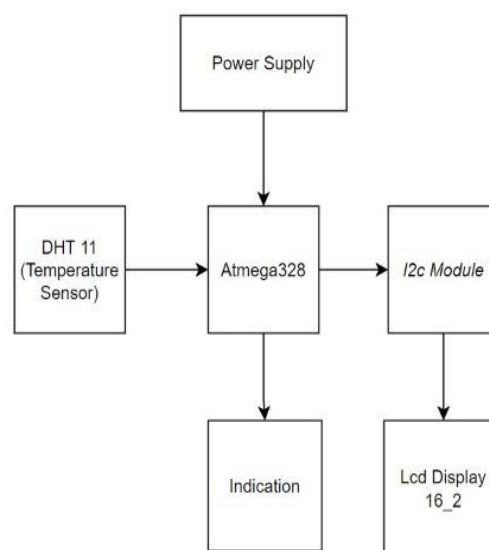 Power Supply
DHT 11
(Temperature
Sensor)
Atmega328
I2c Module
Indication
Lcd Display
16_2